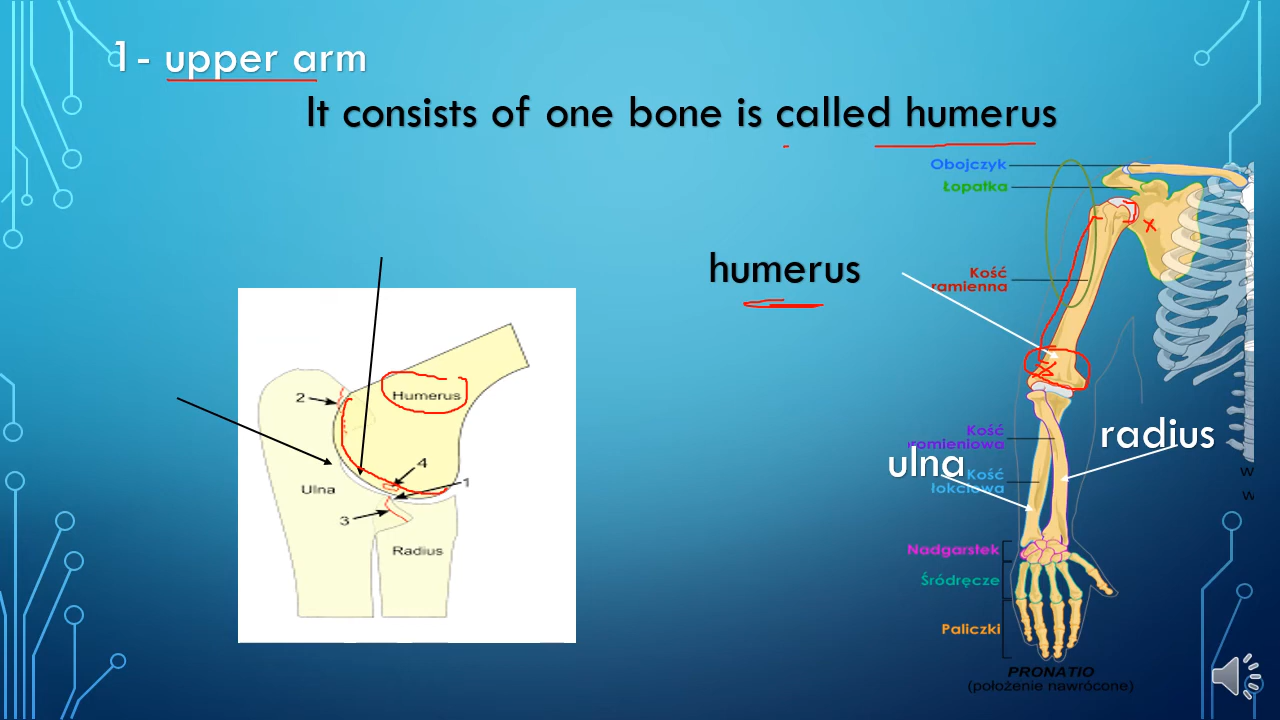 1- upper arm
It consists of one bone is called humerus
Obojczyk
Łopatka
humerus
Kość
ramienna
Humerus
2
4
1
3
Ulna
Radius
radius
Kość
romieniowa
ulna
Kość
łokciowa
Nadgarstek
Śródręcze
Paliczki
PRONATIO
(położenie nawrócone)
W
W